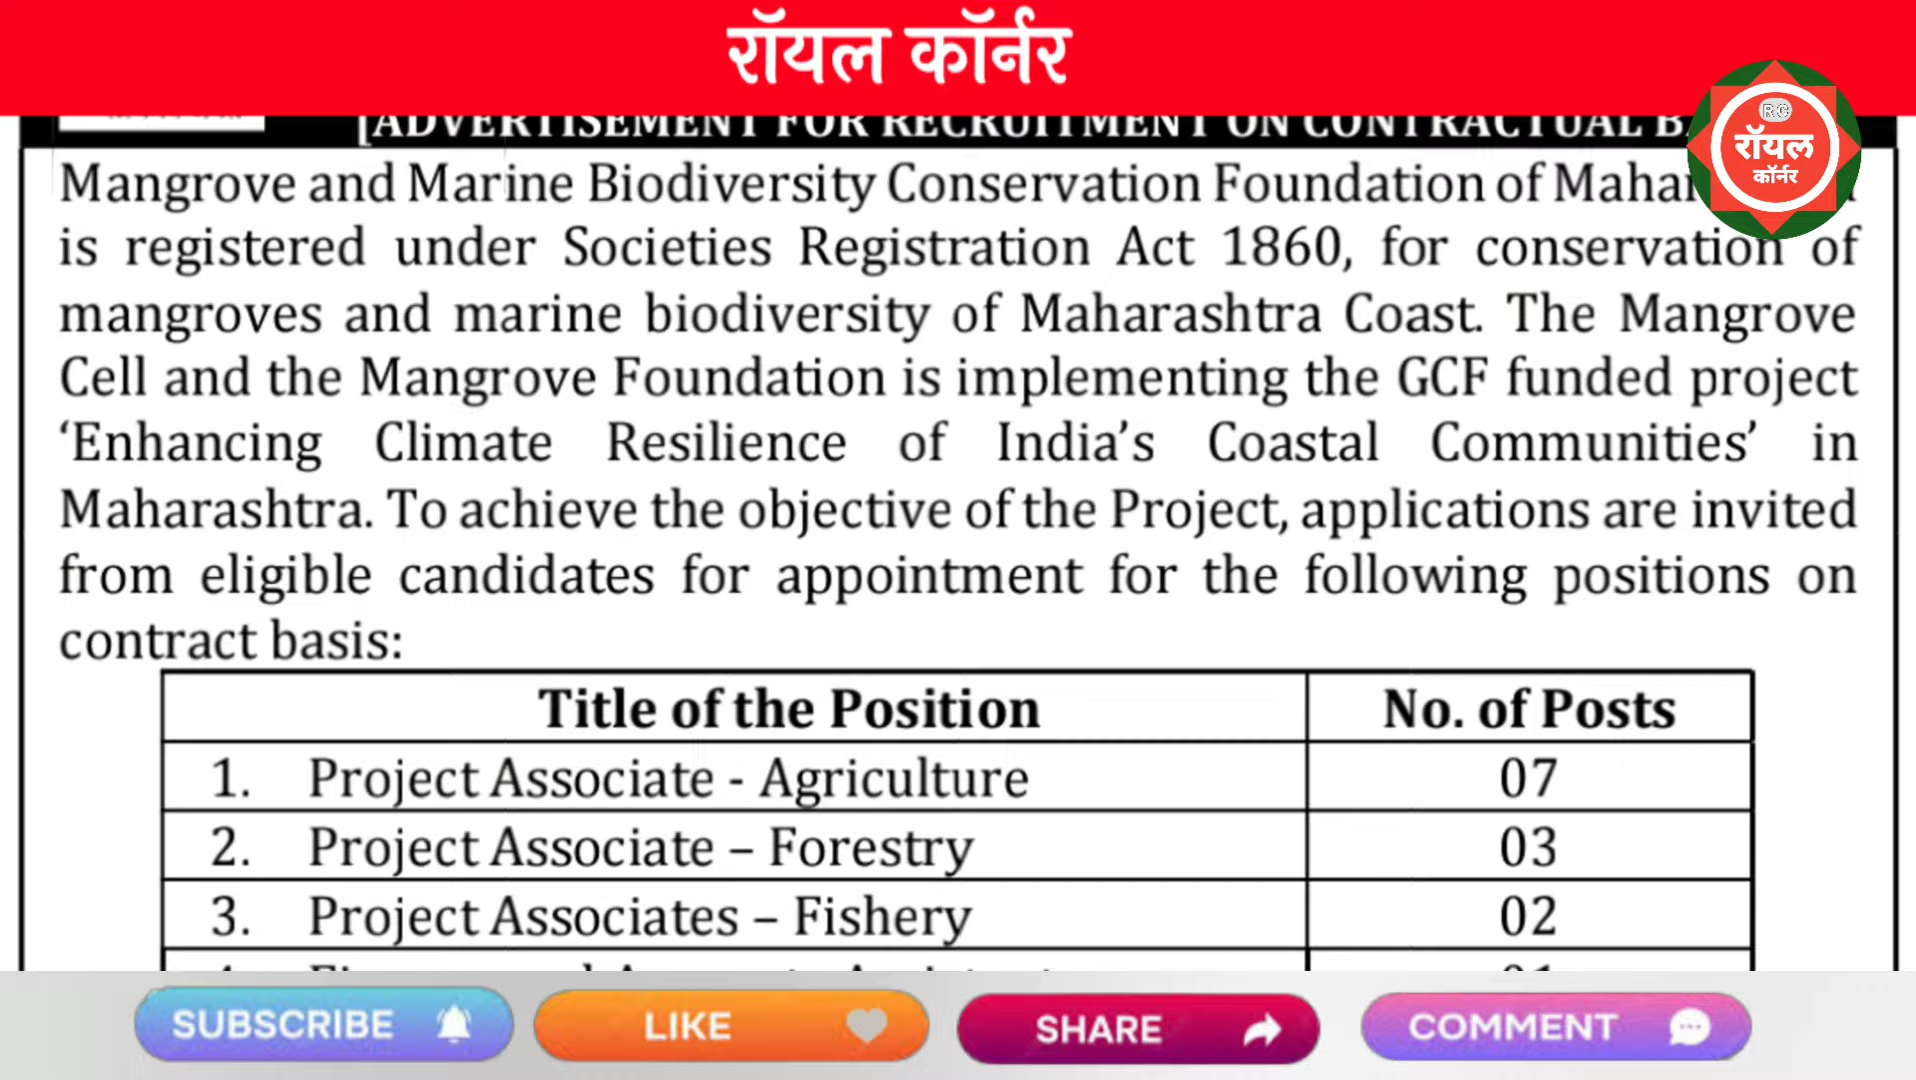 रॉयल कॉर्नर
[ADVERTISEMENT FOR RECRUITMENT ON CONTRACTUAL
RC
रॉयल
कॉर्नर
Mangrove and Marine Biodiversity Conservation Foundation of
is registered under Societies Registration Act 1860, for conservation of
mangroves and marine biodiversity of Maharashtra Coast. The Mangrove
Cell and the Mangrove Foundation is implementing the GCF funded project
‘Enhancing Climate Resilience of India’s Coastal Communities’ in
Maharashtra. To achieve the objective of the Project, applications are invited
from eligible candidates for appointment for the following positions on
contract basis:
Title of the Position No. of Posts
1. Project Associate - Agriculture 07
2. Project Associate – Forestry 03
3. Project Associates – Fishery 02
SUBSCRIBE LIKE SHARE COMMENT